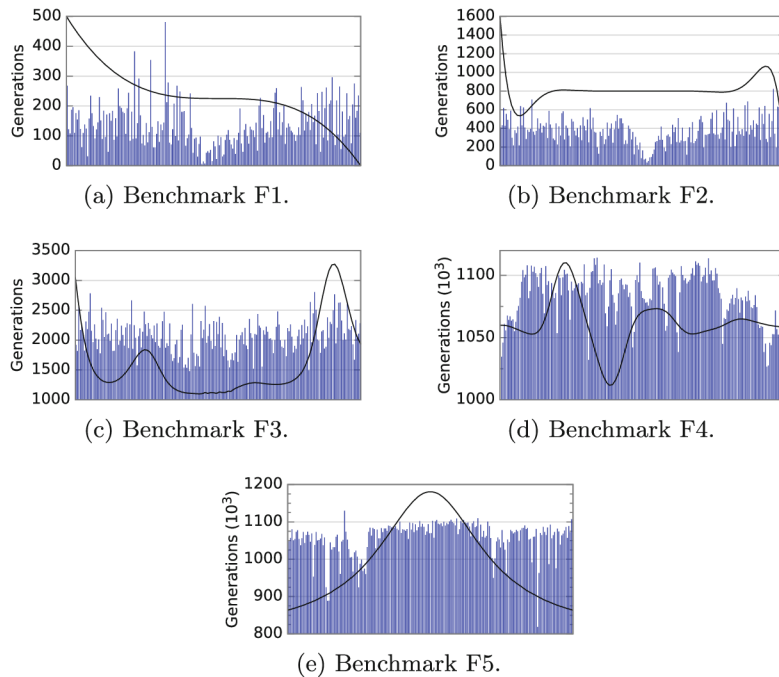 500
400
300
200
100
0
Generations
(a) Benchmark F1.
1600
1400
1200
1000
800
600
400
200
0
Generations
(b) Benchmark F2.
3500
3000
2500
2000
1500
1000
Generations
(c) Benchmark F3.
1100
1050
1000
Generations (10³)
(d) Benchmark F4.
1200
1100
1000
900
800
Generations (10³)
(e) Benchmark F5.